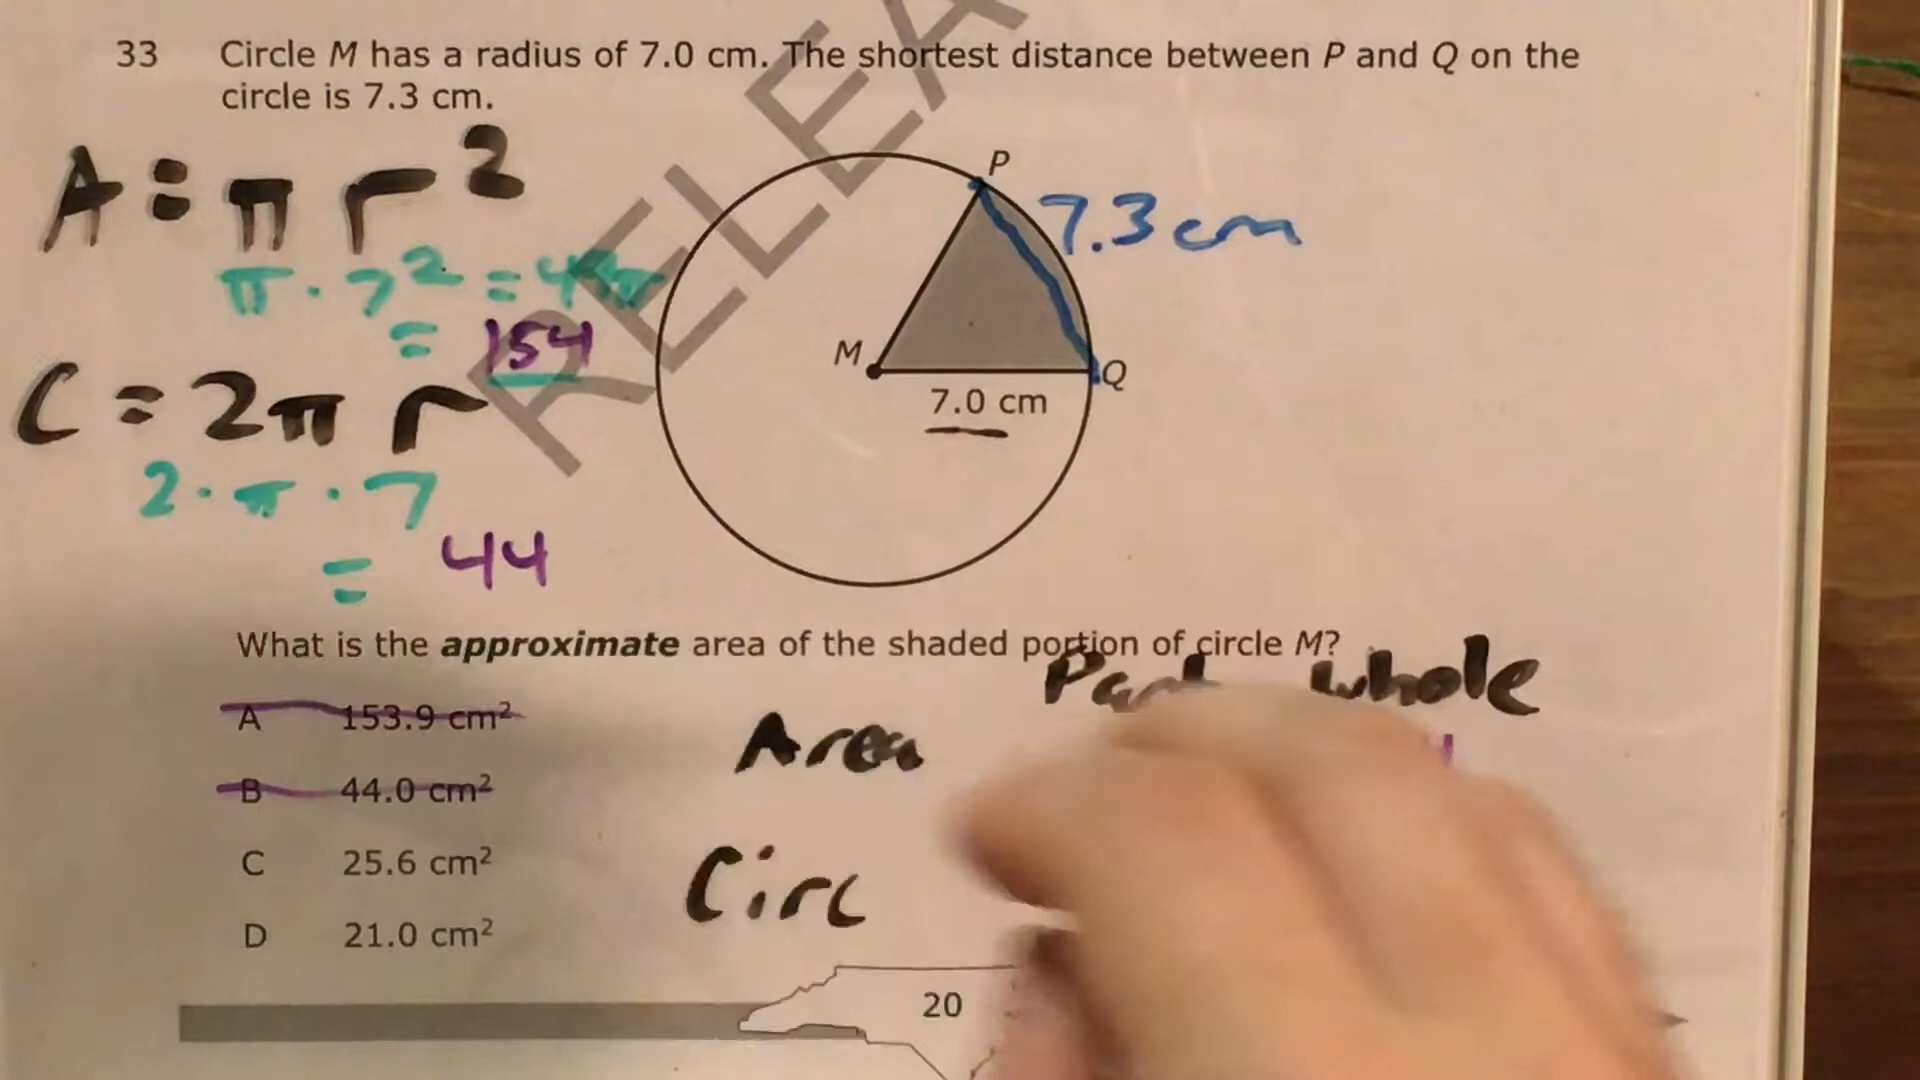 33 Circle M has a radius of 7.0 cm. The shortest distance between P and Q on the
circle is 7.3 cm.
A = π r²
π · 7² = 49π
= 154
C = 2π r
2 · π · 7
= 44
P
7.3 cm
M
Q
7.0 cm
What is the approximate area of the shaded portion of circle M?
Part whole
A 153.9 cm²
Area
B 44.0 cm²
C 25.6 cm²
Circ
D 21.0 cm²
20